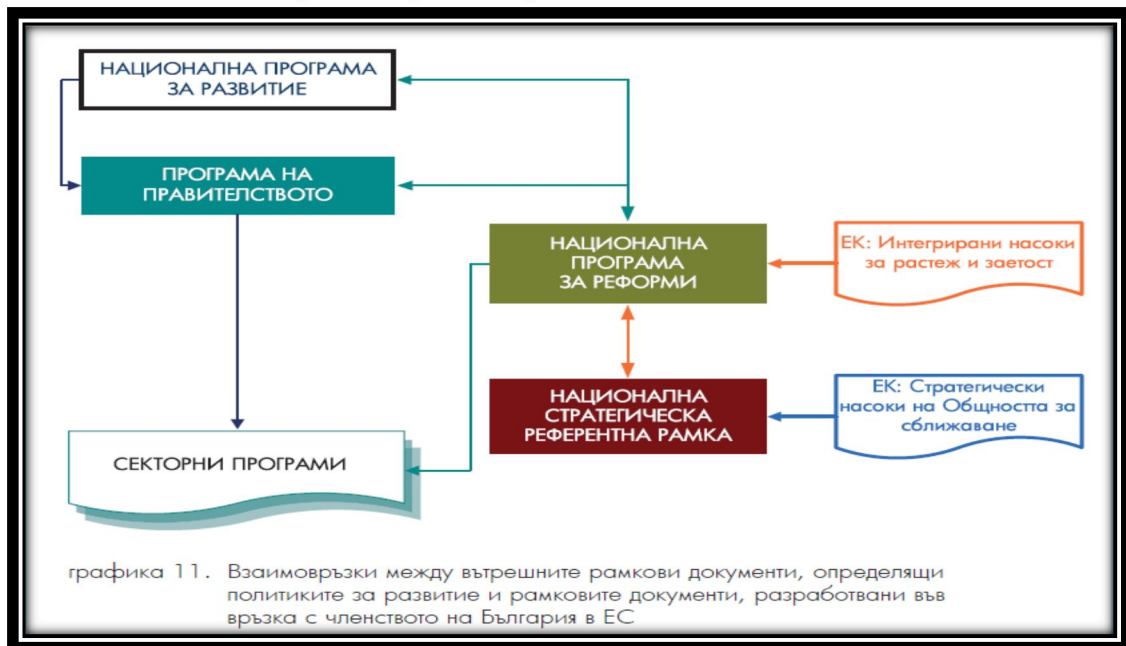 НАЦИОНАЛНА ПРОГРАМА
ЗА РАЗВИТИЕ
ПРОГРАМА НА
ПРАВИТЕЛСТВОТО
НАЦИОНАЛНА
ПРОГРАМА
ЗА РЕФОРМИ
ЕК: Интегрирани насоки
за растеж и заетост
НАЦИОНАЛНА
СТРАТЕГИЧЕСКА
РЕФЕРЕНТНА РАМКА
ЕК: Стратегически
насоки на Общността за
сближаване
СЕКТОРНИ ПРОГРАМИ
графика 11. Взаимовръзки между вътрешните рамкови документи, определящи
политиките за развитие и рамковите документи, разработвани във
връзка с членството на България в ЕС